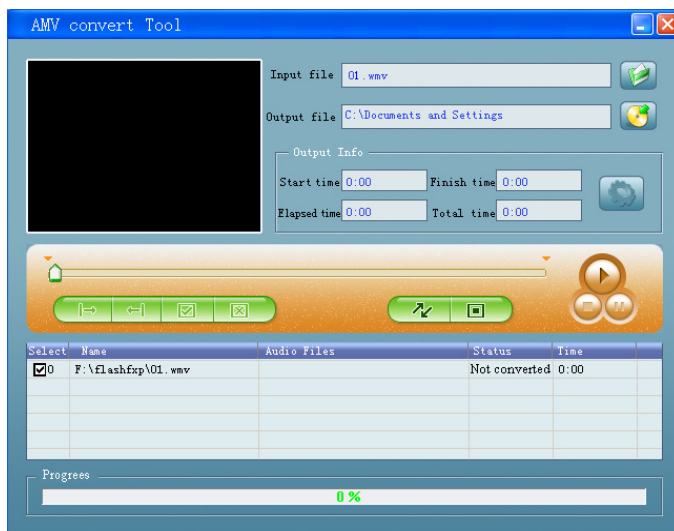 AMV convert Tool
Input file 01.wmv
Output file C:\Documents and Settings
Output Info
Start time 0:00 Finish time 0:00
Elapsed time 0:00 Total time 0:00
Select Name Audio Files Status Time
0 F:\flashfxp\01.wmv Not converted 0:00
Progrees
0 %